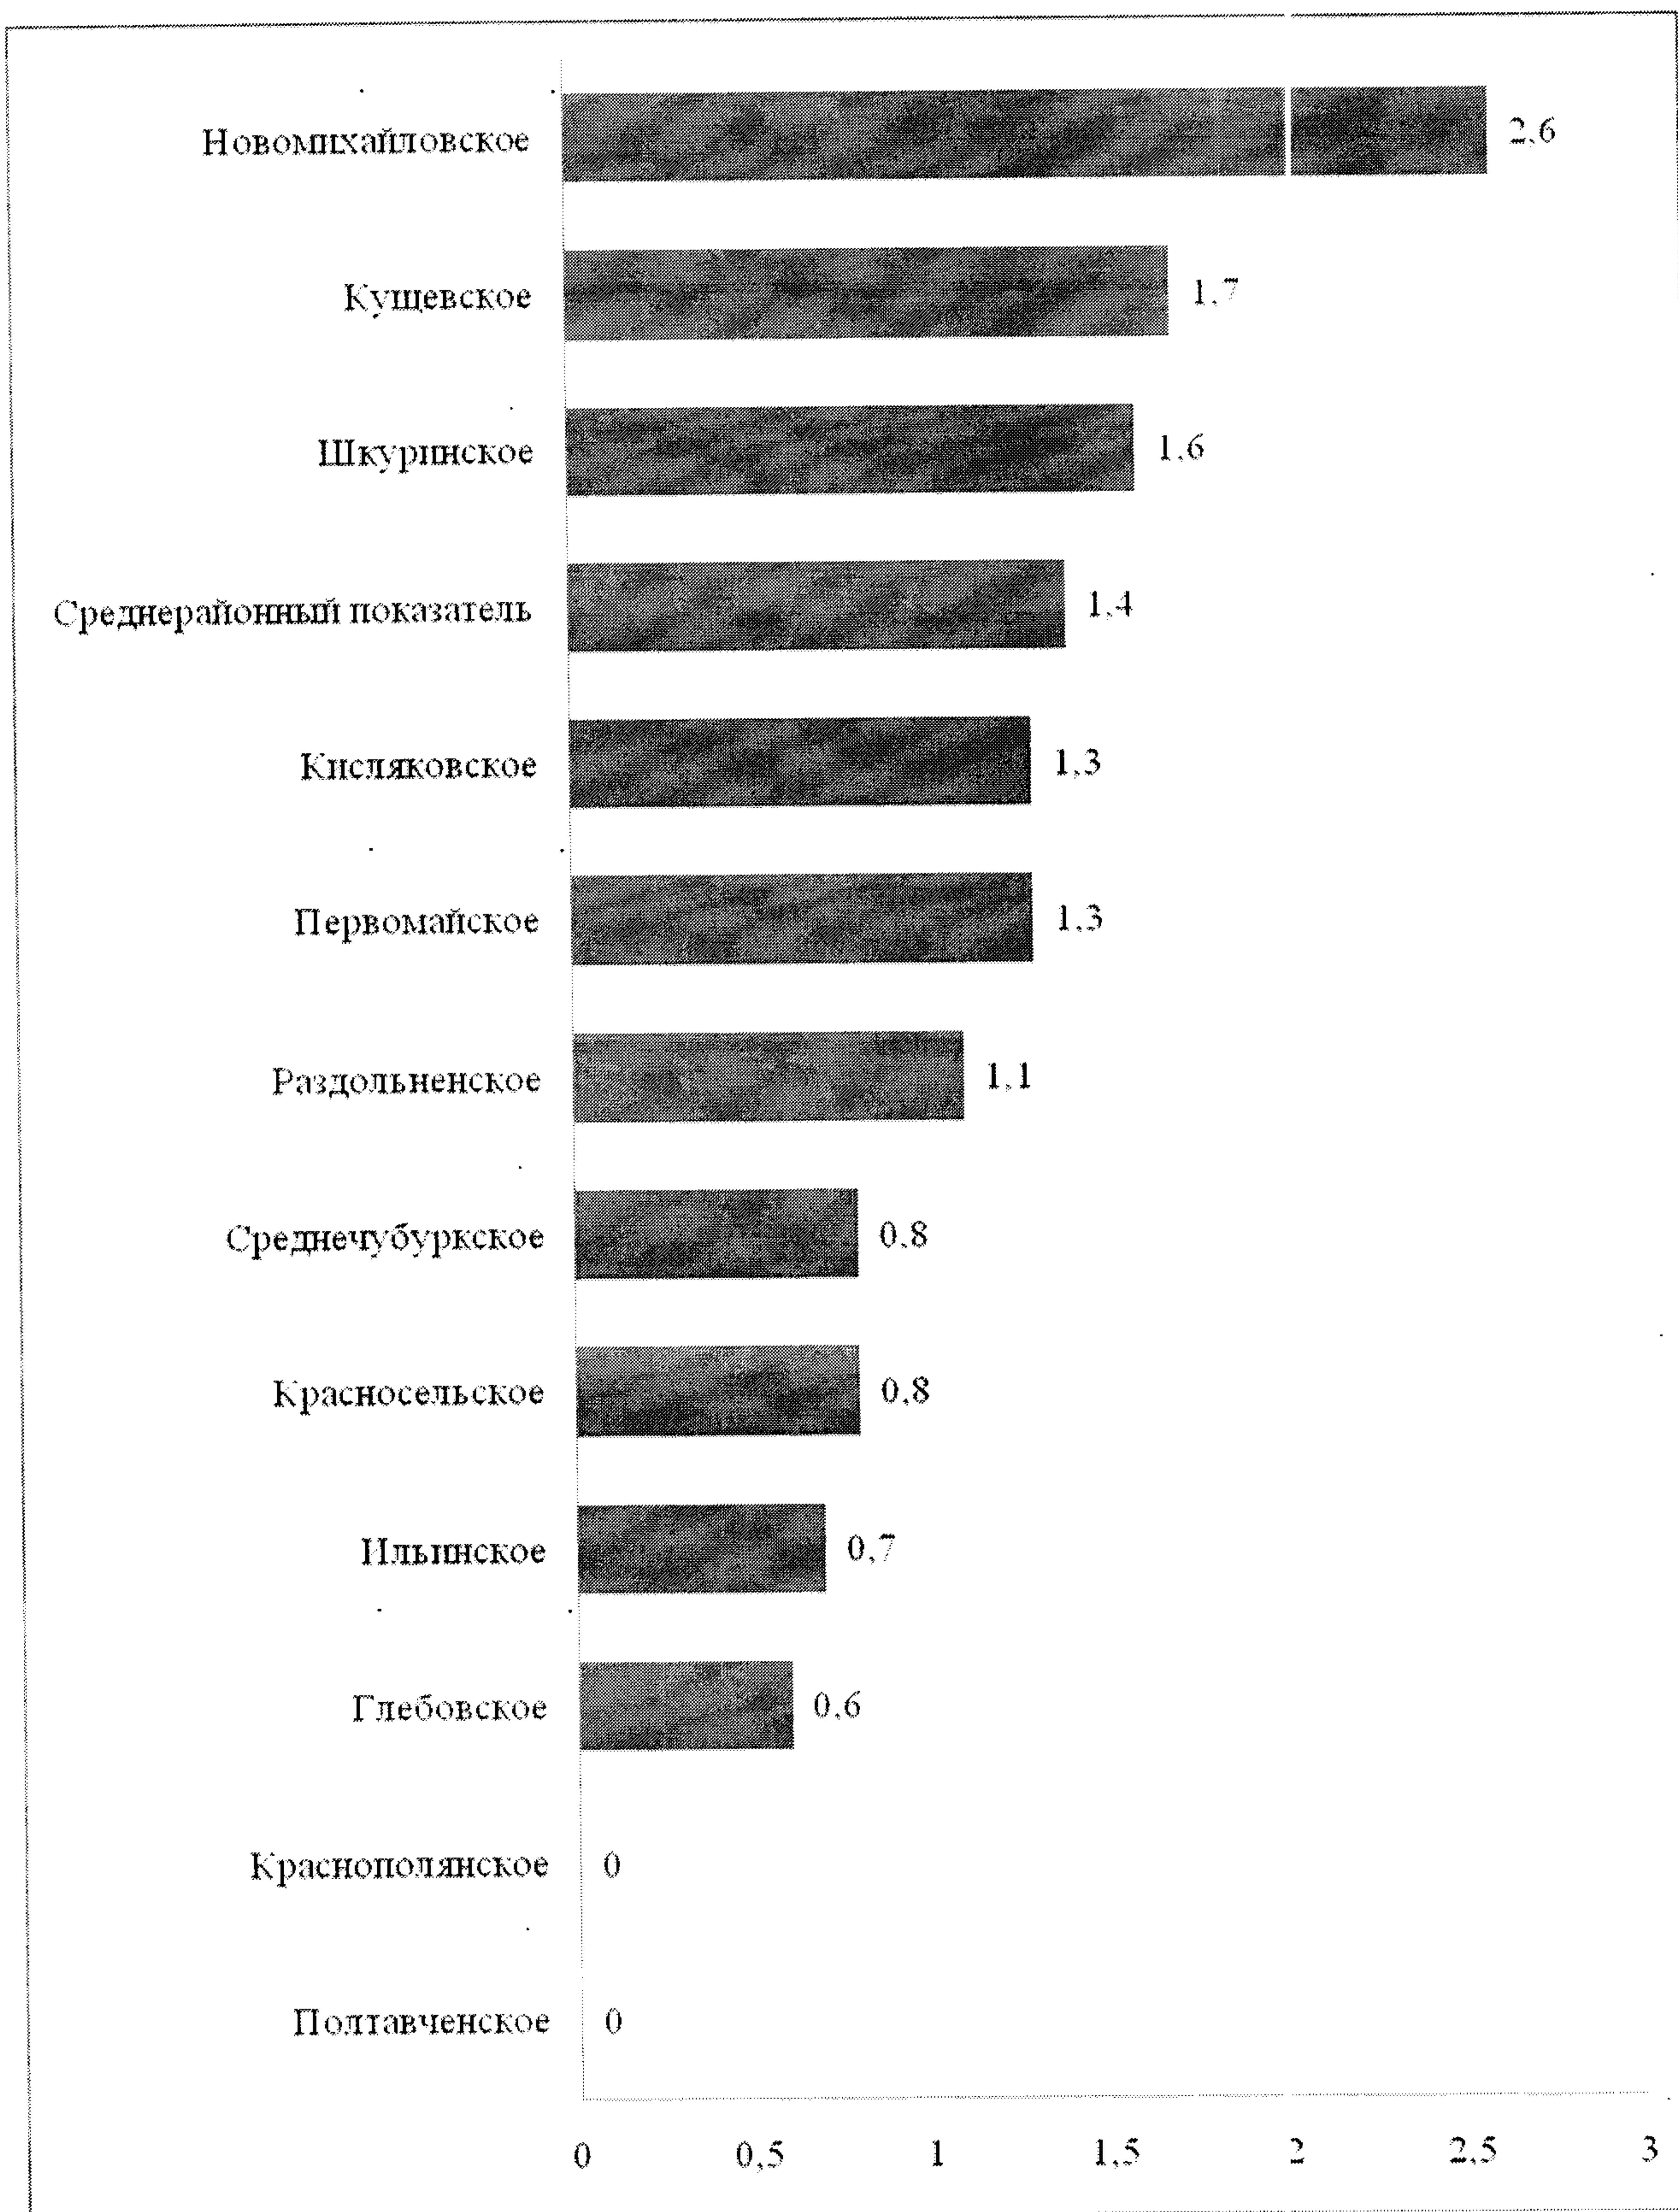 Новомихайловское 2,6
Кущевское 1,7
Шкуринское 1,6
Среднерайонный показатель 1,4
Кисляковское 1,3
Первомайское 1,3
Раздольненское 1,1
Среднечубуркское 0,8
Красносельское 0,8
Ильинское 0,7
Глебовское 0,6
Краснополянское 0
Полтавченское 0
0 0,5 1 1,5 2 2,5 3